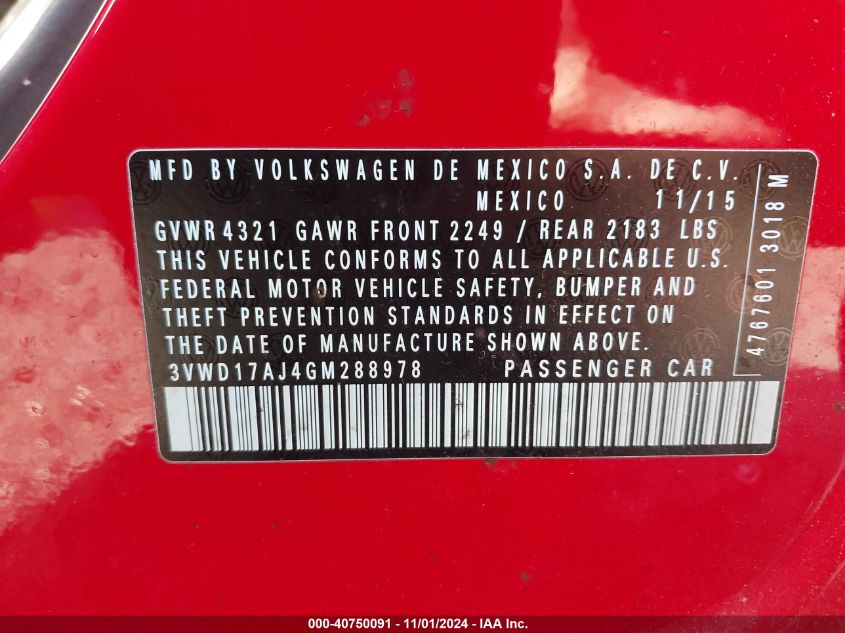 MFD BY VOLKSWAGEN DE MEXICO S.A. DE C.V.
MEXICO 11/15
GVWR 4321 GAWR FRONT 2249 / REAR 2183 LBS
THIS VEHICLE CONFORMS TO ALL APPLICABLE U.S.
FEDERAL MOTOR VEHICLE SAFETY, BUMPER AND
THEFT PREVENTION STANDARDS IN EFFECT ON
THE DATE OF MANUFACTURE SHOWN ABOVE.
3VWD17AJ4GM288978 PASSENGER CAR
4767601 3018 M
000-40750091 - 11/01/2024 - IAA Inc.